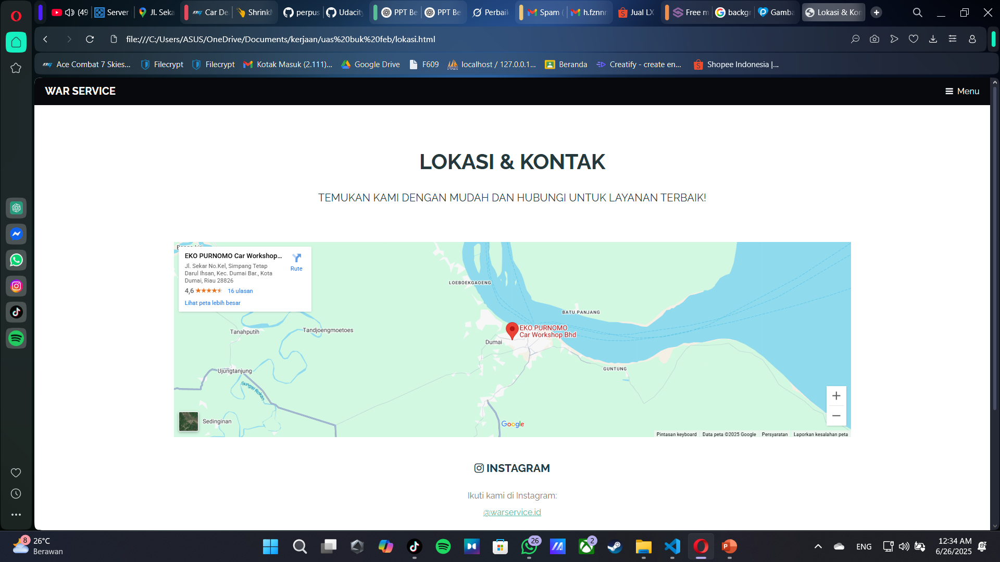 (49
Server
Jl. Seka
Car De
Shrink
perpus
Udacity
PPT Be
PPT Be
Perbaik
Spam (
h.fznnn
Jual LX
Free m
backgr
Gamba
Lokasi & Kon
file:///C:/Users/ASUS/OneDrive/Documents/kerjaan/uas%20buk%20feb/lokasi.html
Ace Combat 7 Skies...
Filecrypt
Filecrypt
Kotak Masuk (2.111)...
Google Drive
F609
localhost / 127.0.0.1...
Beranda
Creatify - create en...
Shopee Indonesia |...
WAR SERVICE
Menu
LOKASI & KONTAK
TEMUKAN KAMI DENGAN MUDAH DAN HUBUNGI UNTUK LAYANAN TERBAIK!
EKO PURNOMO Car Workshop...
Jl. Sekar No.Kel, Simpang Tetap
Darul Ihsan, Kec. Dumai Bar., Kota
Dumai, Riau 28826
Rute
4,6
16 ulasan
Lihat peta lebih besar
LOEBOEKGAOENG
BATU PANJANG
EKO PURNOMO
Car Workshop Bhd
Tanahputih
Tandjoengmoetoes
Dumai
Ujungtanjung
GUNTUNG
Sungai Rokan
Sedinginan
Google
Pintasan keyboard
Data peta ©2025 Google
Persyaratan
Laporkan kesalahan peta
INSTAGRAM
Ikuti kami di Instagram:
@warservice.id
8
26°C
Berawan
26
2
ENG
12:34 AM
6/26/2025